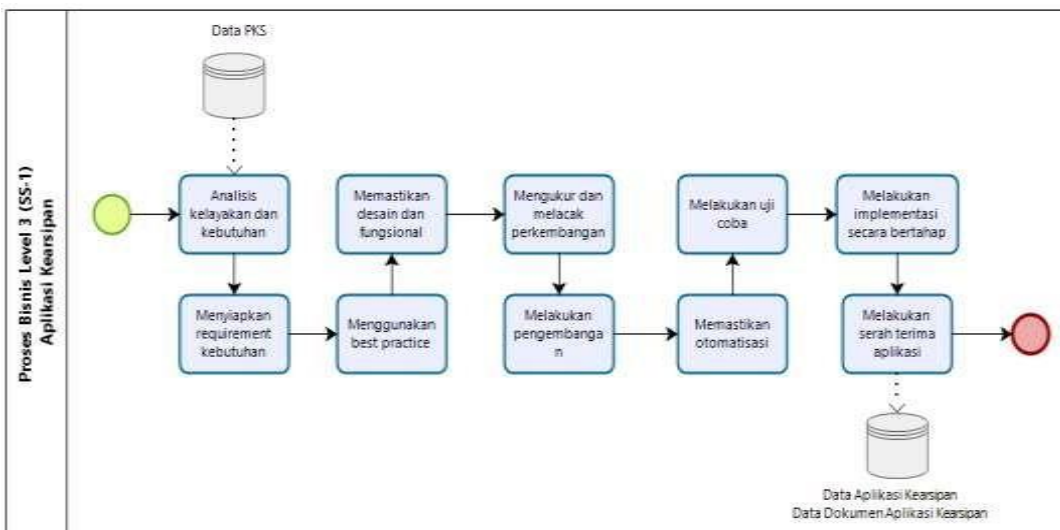 Proses Bisnis Level 3 (SS-1)
Aplikasi Kearsipan
Data PKS
Analisis
kelayakan dan
kebutuhan
Menyiapkan
requirement
kebutuhan
Menggunakan
best practice
Memastikan
desain dan
fungsional
Mengukur dan
melacak
perkembangan
Melakukan
pengembanga
n
Memastikan
otomatisasi
Melakukan uji
coba
Melakukan
implementasi
secara bertahap
Melakukan
serah terima
aplikasi
Data Aplikasi Kearsipan
Data Dokumen Aplikasi Kearsipan